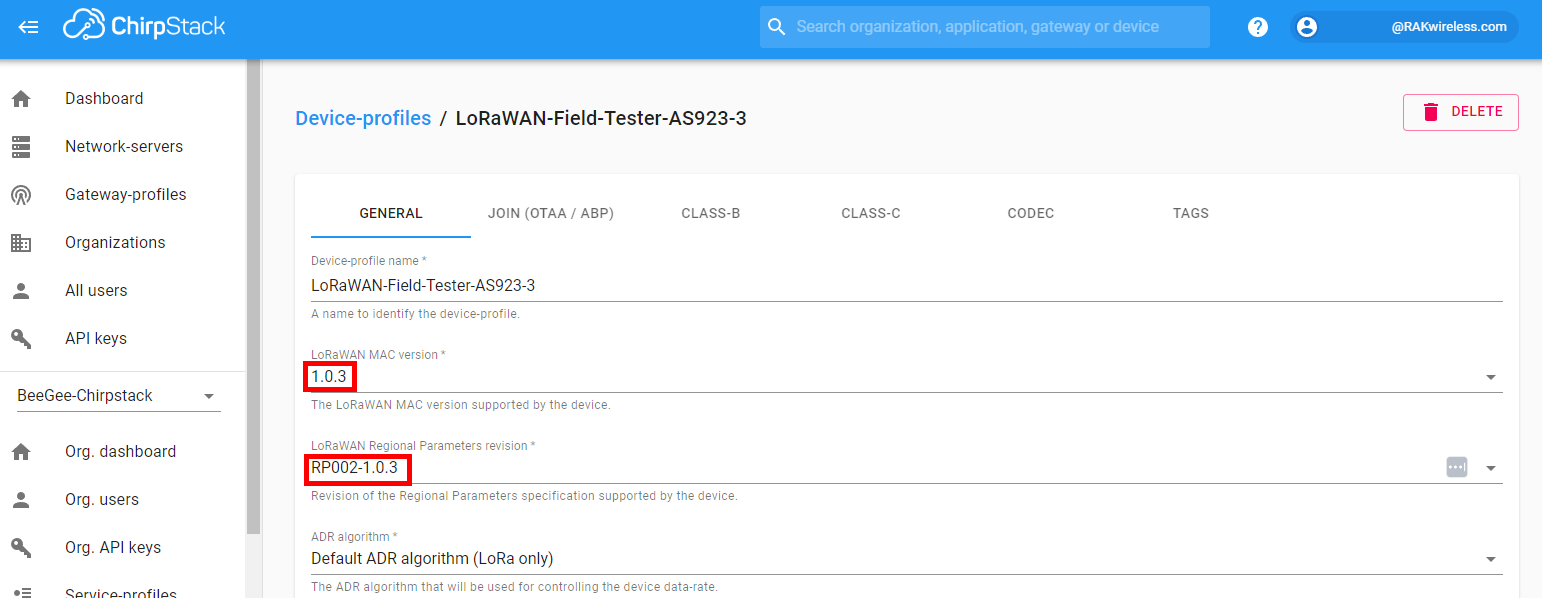 ChirpStack
Search organization, application, gateway or device
?
@RAKwireless.com
Dashboard
Network-servers
Gateway-profiles
Organizations
All users
API keys
BeeGee-Chirpstack
Org. dashboard
Org. users
Org. API keys
Service-profiles
Device-profiles / LoRaWAN-Field-Tester-AS923-3
DELETE
GENERAL JOIN (OTAA / ABP) CLASS-B CLASS-C CODEC TAGS
Device-profile name *
LoRaWAN-Field-Tester-AS923-3
A name to identify the device-profile.
LoRaWAN MAC version *
1.0.3
The LoRaWAN MAC version supported by the device.
LoRaWAN Regional Parameters revision *
RP002-1.0.3
Revision of the Regional Parameters specification supported by the device.
ADR algorithm *
Default ADR algorithm (LoRa only)
The ADR algorithm that will be used for controlling the device data-rate.